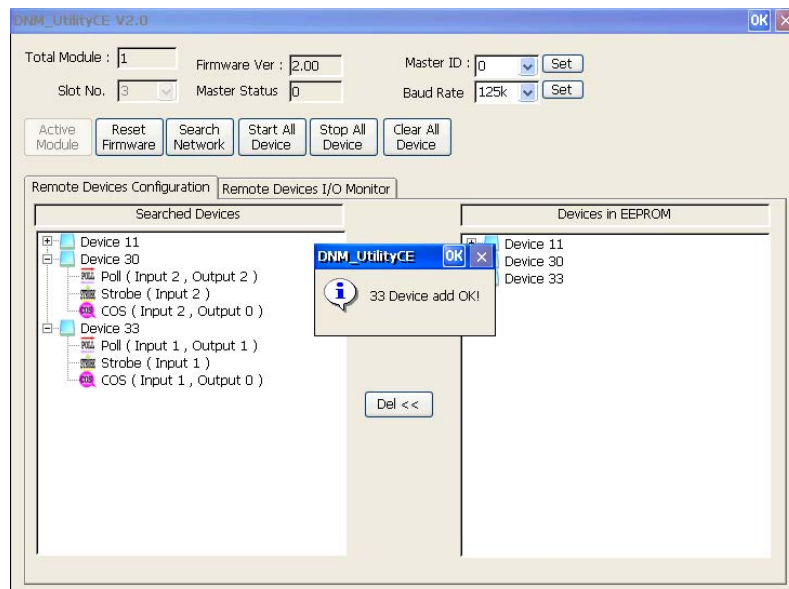 DNM_UtilityCE V2.0 OK
Total Module : 1 Firmware Ver : 2.00 Master ID : 0 Set
Slot No. 3 Master Status 0 Baud Rate 125k Set
Active Module Reset Firmware Search Network Start All Device Stop All Device Clear All Device
Remote Devices Configuration Remote Devices I/O Monitor
Searched Devices Devices in EEPROM
Device 11
Device 30
Poll ( Input 2 , Output 2 )
Strobe ( Input 2 )
COS ( Input 2 , Output 0 )
Device 33
Poll ( Input 1 , Output 1 )
Strobe ( Input 1 )
COS ( Input 1 , Output 0 )
DNM_UtilityCE OK
33 Device add OK!
Del <<
Device 11
Device 30
Device 33